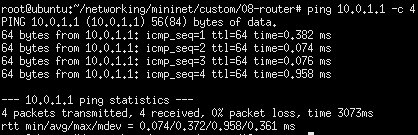 root@ubuntu:~/networking/mininet/custom/08-router# ping 10.0.1.1 -c 4
PING 10.0.1.1 (10.0.1.1) 56(84) bytes of data.
64 bytes from 10.0.1.1: icmp_seq=1 ttl=64 time=0.382 ms
64 bytes from 10.0.1.1: icmp_seq=2 ttl=64 time=0.074 ms
64 bytes from 10.0.1.1: icmp_seq=3 ttl=64 time=0.076 ms
64 bytes from 10.0.1.1: icmp_seq=4 ttl=64 time=0.958 ms

--- 10.0.1.1 ping statistics ---
4 packets transmitted, 4 received, 0% packet loss, time 3073ms
rtt min/avg/max/mdev = 0.074/0.372/0.958/0.361 ms